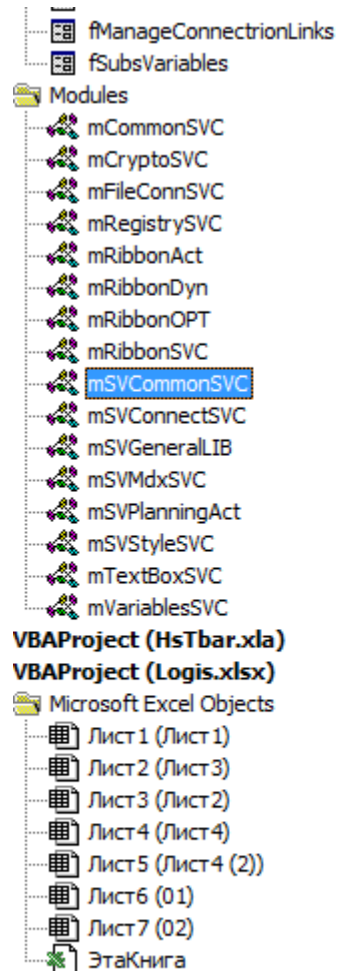 fManageConnectrionLinks
fSubsVariables
Modules
mCommonSVC
mCryptoSVC
mFileConnSVC
mRegistrySVC
mRibbonAct
mRibbonDyn
mRibbonOPT
mRibbonSVC
mSVCommonSVC
mSVConnectSVC
mSVGeneralLIB
mSVMdxSVC
mSVPlanningAct
mSVStyleSVC
mTextBoxSVC
mVariablesSVC
VBAProject (HsTbar.xla)
VBAProject (Logis.xlsx)
Microsoft Excel Objects
Лист1 (Лист1)
Лист2 (Лист3)
Лист3 (Лист2)
Лист4 (Лист4)
Лист5 (Лист4 (2))
Лист6 (01)
Лист7 (02)
ЭтаКнига